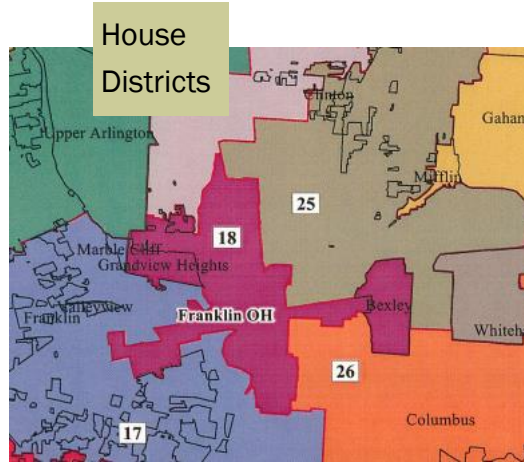 House
Districts
Clinton
Upper Arlington
Gahan
Mifflin
25
18
Marble Cliff
Grandview Heights
Valleyview
Franklin
Franklin OH
Bexley
Whiteh
26
Columbus
17